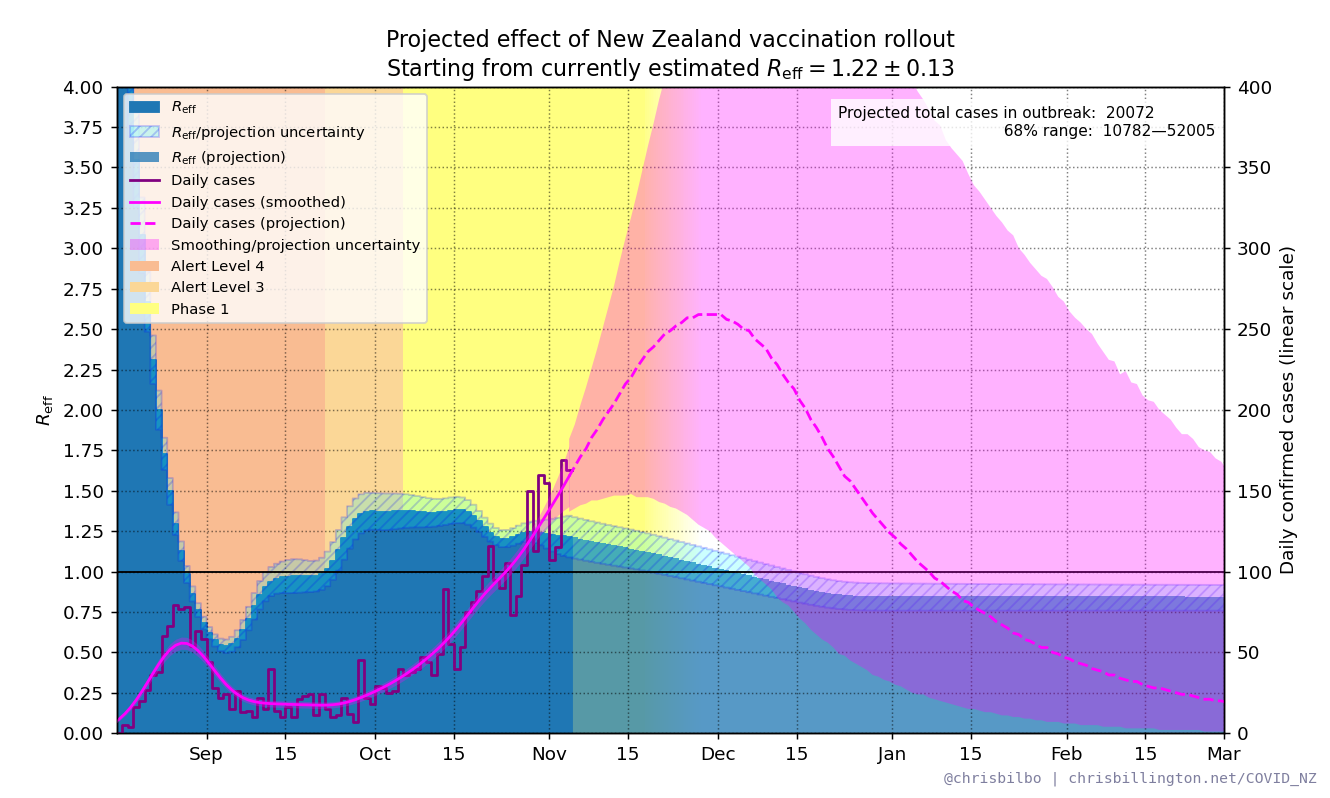 Projected effect of New Zealand vaccination rollout
Starting from currently estimated R_eff = 1.22 ± 0.13
4.00
3.75
3.50
3.25
3.00
2.75
2.50
2.25
2.00
1.75
1.50
1.25
1.00
0.75
0.50
0.25
0.00
R_eff
R_eff
R_eff/projection uncertainty
R_eff (projection)
Daily cases
Daily cases (smoothed)
Daily cases (projection)
Smoothing/projection uncertainty
Alert Level 4
Alert Level 3
Phase 1
Projected total cases in outbreak: 20072
68% range: 10782—52005
400
350
300
250
200
150
100
50
0
Daily confirmed cases (linear scale)
Sep 15 Oct 15 Nov 15 Dec 15 Jan 15 Feb 15 Mar
@chrisbilbo | chrisbillington.net/COVID_NZ